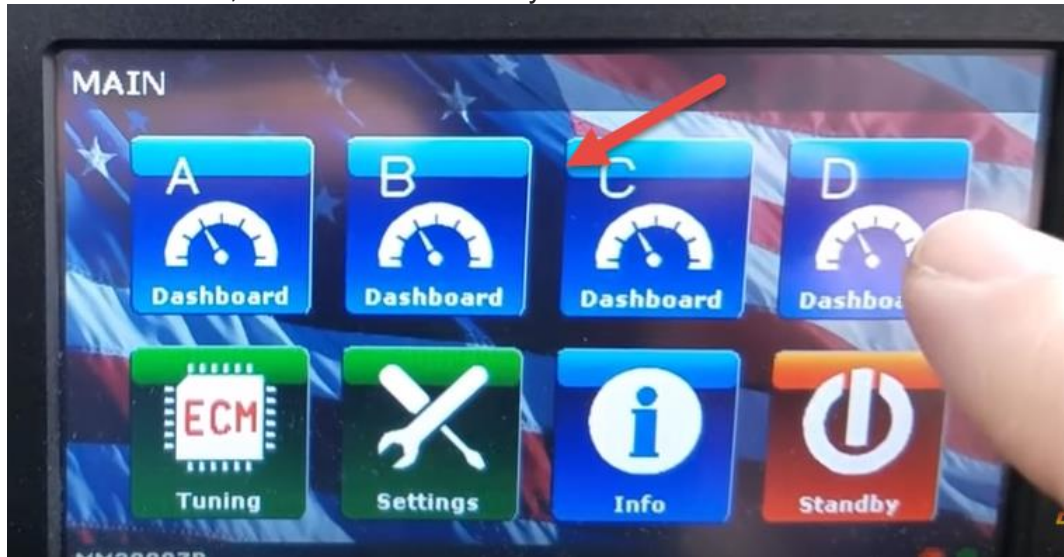 MAIN
A B C D
Dashboard Dashboard Dashboard
ECM
Tuning Settings Info Standby